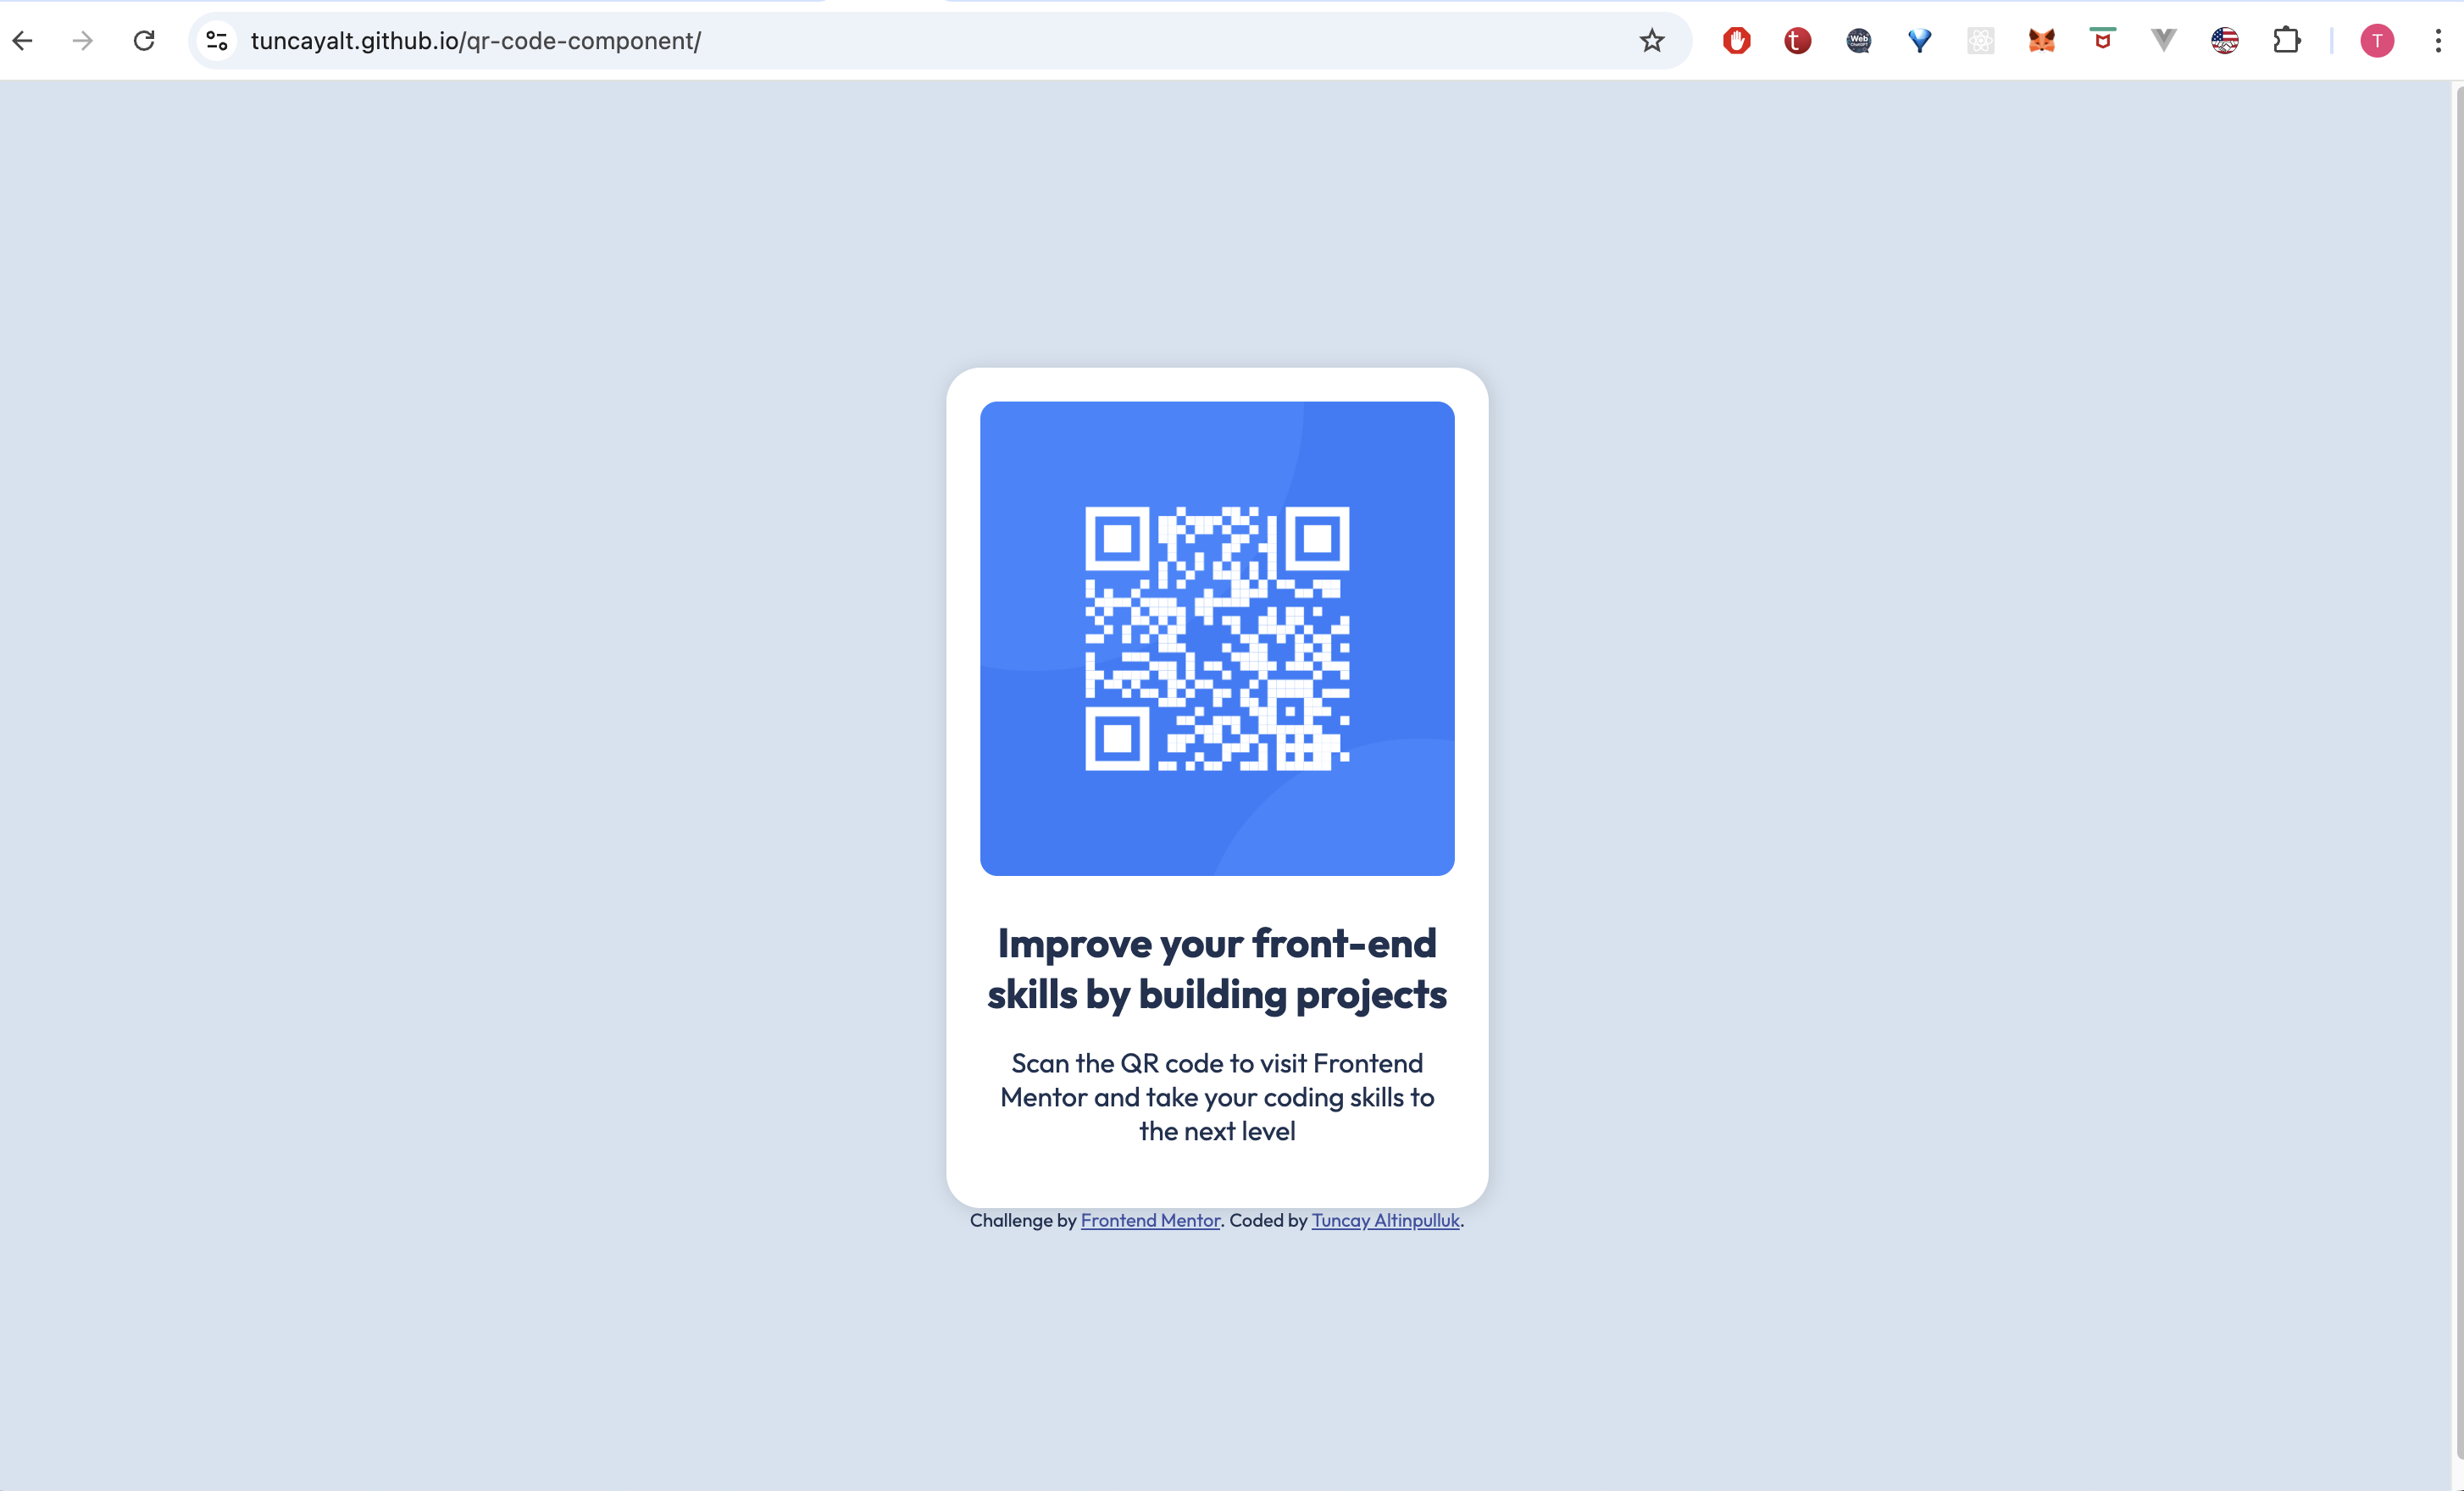 tuncayalt.github.io/qr-code-component/
t
Web
ChatGPT
T
Improve your front-end
skills by building projects
Scan the QR code to visit Frontend
Mentor and take your coding skills to
the next level
Challenge by Frontend Mentor. Coded by Tuncay Altinpulluk.